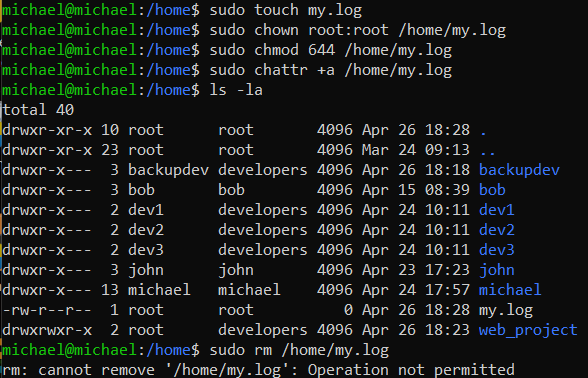 michael@michael:/home$ sudo touch my.log
michael@michael:/home$ sudo chown root:root /home/my.log
michael@michael:/home$ sudo chmod 644 /home/my.log
michael@michael:/home$ sudo chattr +a /home/my.log
michael@michael:/home$ ls -la
total 40
drwxr-xr-x 10 root      root       4096 Apr 26 18:28 .
drwxr-xr-x 23 root      root       4096 Mar 24 09:13 ..
drwxr-x---  3 backupdev developers 4096 Apr 26 18:18 backupdev
drwxr-x---  3 bob       bob        4096 Apr 15 08:39 bob
drwxr-x---  2 dev1      developers 4096 Apr 24 10:11 dev1
drwxr-x---  2 dev2      developers 4096 Apr 24 10:11 dev2
drwxr-x---  2 dev3      developers 4096 Apr 24 10:11 dev3
drwxr-x---  3 john      john       4096 Apr 23 17:23 john
drwxr-x--- 13 michael   michael    4096 Apr 24 17:57 michael
-rw-r--r--  1 root      root          0 Apr 26 18:28 my.log
drwxrwxr-x  2 root      developers 4096 Apr 26 18:23 web_project
michael@michael:/home$ sudo rm /home/my.log
rm: cannot remove '/home/my.log': Operation not permitted